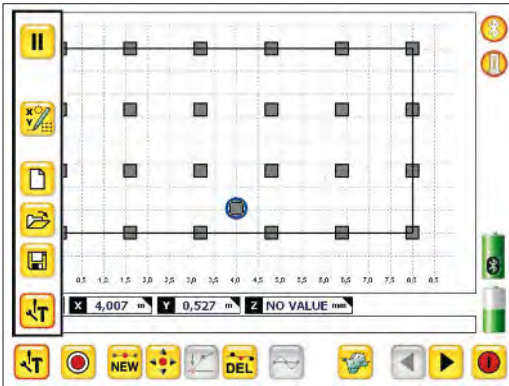 X
Y
0,5 1,0 1,5 2,0 2,5 3,0 3,5 4,0 4,5 5,0 5,5 6,0 6,5 7,0 7,5 8,0 8,5
X 4,007 m Y 0,527 m Z NO VALUE mm
T
T NEW DEL